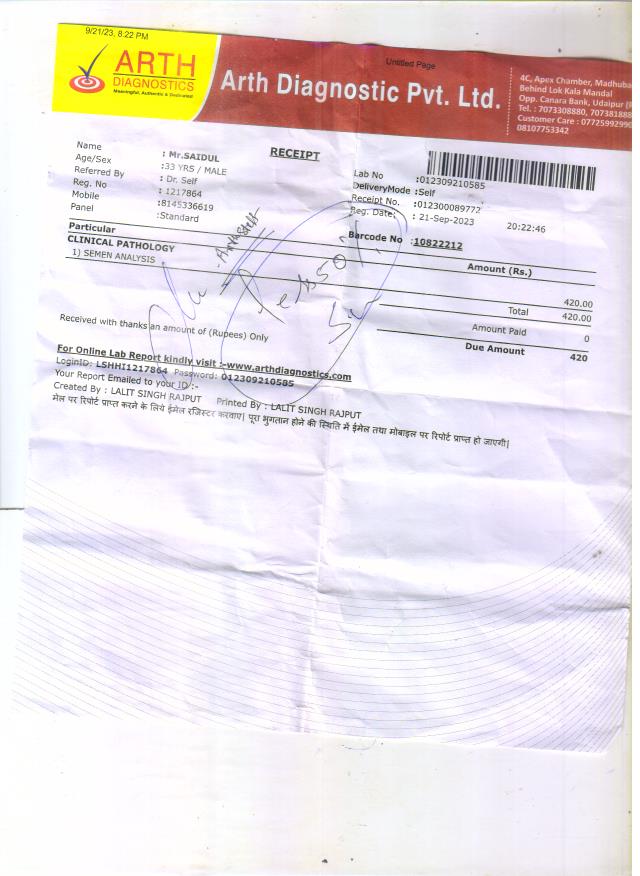 9/21/23, 8:22 PM
Untitled Page
ARTH
DIAGNOSTICS
Meaningful, Authentic & Dedicated
Arth Diagnostic Pvt. Ltd.
4C, Apex Chamber, Madhuba
Behind Lok Kala Mandal
Opp. Canara Bank, Udaipur (R
Tel. : 7073308880, 707381888
Customer Care : 0772599299
08107753342
RECEIPT
Name : Mr.SAIDUL
Age/Sex : 33 YRS / MALE
Referred By : Dr. Self
Reg. No : 1217864
Mobile : 8145336619
Panel : Standard
Lab No : 012309210585
DeliveryMode : Self
Receipt No. : 012300089772
Reg. Date: : 21-Sep-2023 20:22:46
Barcode No : 10822212
Particular Amount (Rs.)
CLINICAL PATHOLOGY
1) SEMEN ANALYSIS 420.00
Total 420.00
Amount Paid 0
Due Amount 420
Received with thanks an amount of (Rupees) Only
For Online Lab Report kindly visit :-www.arthdiagnostics.com
LoginID: LSHHI1217864 Password: 012309210585
Your Report Emailed to your ID :-
Created By : LALIT SINGH RAJPUT Printed By : LALIT SINGH RAJPUT
मेल पर रिपोर्ट प्राप्त करने के लिये ईमेल रजिस्टर करवाए| पूरा भुगतान होने की स्थिति में ईमेल तथा मोबाइल पर रिपोर्ट प्राप्त हो जाएगी|